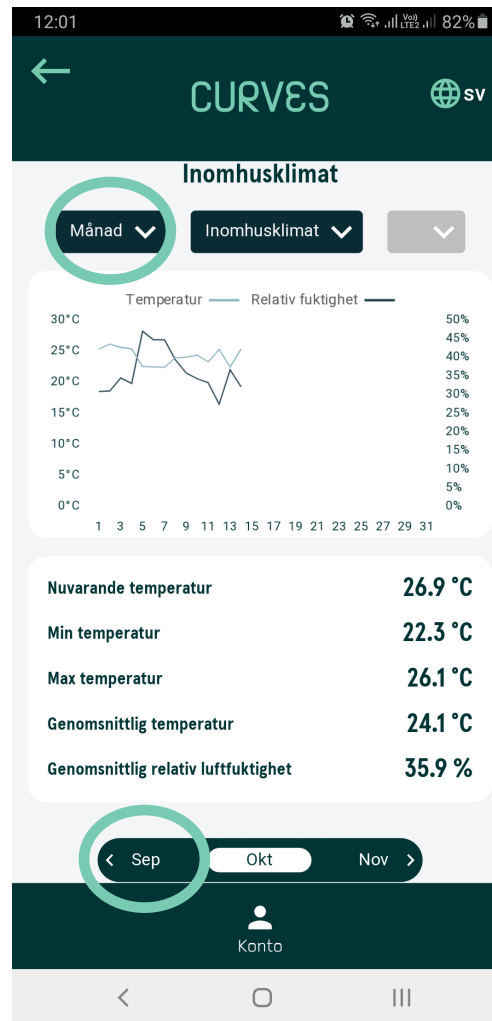 12:01 Vo)) LTE2 82%
CURVES
SV
Inomhusklimat
Månad Inomhusklimat
Temperatur Relativ fuktighet
30°C 50%
45%
25°C 40%
35%
20°C 30%
15°C 25%
20%
10°C 15%
5°C 10%
5%
0°C 0%
1 3 5 7 9 11 13 15 17 19 21 23 25 27 29 31
Nuvarande temperatur 26.9 °C
Min temperatur 22.3 °C
Max temperatur 26.1 °C
Genomsnittlig temperatur 24.1 °C
Genomsnittlig relativ luftfuktighet 35.9 %
< Sep Okt Nov >
Konto